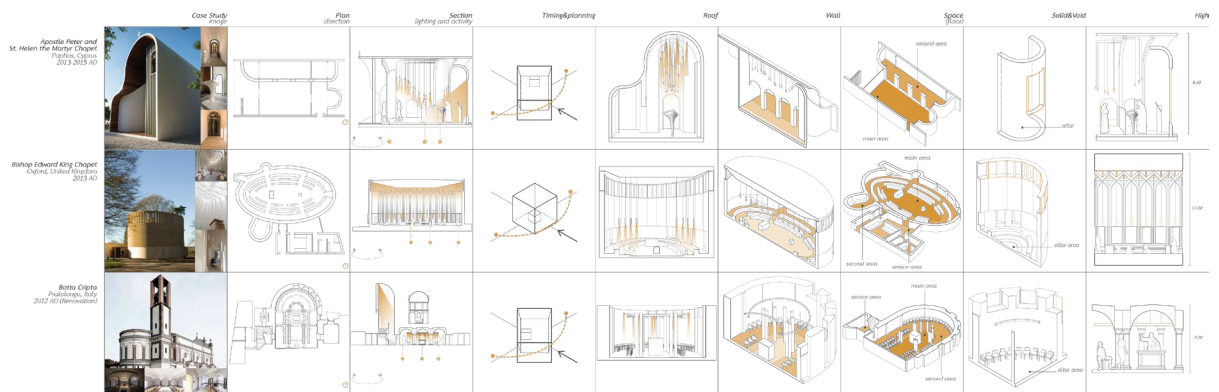 Case Study
image
Plan
direction
Section
lighting and activity
Timing&planning
Roof
Wall
Space
(floor)
Solid&Void
High
Apostle Peter and
St. Helen the Martyr Chapel
Paphos, Cyprus
2013-2015 AD
second area
main area
altar
8.00
Bishop Edward King Chapel
Oxford, United Kingdom
2013 AD
main area
second area
service area
altar area
11.00
Botta Cripta
Pratolongo, Italy
2012 AD (Renovation)
service area
main area
second area
altar area